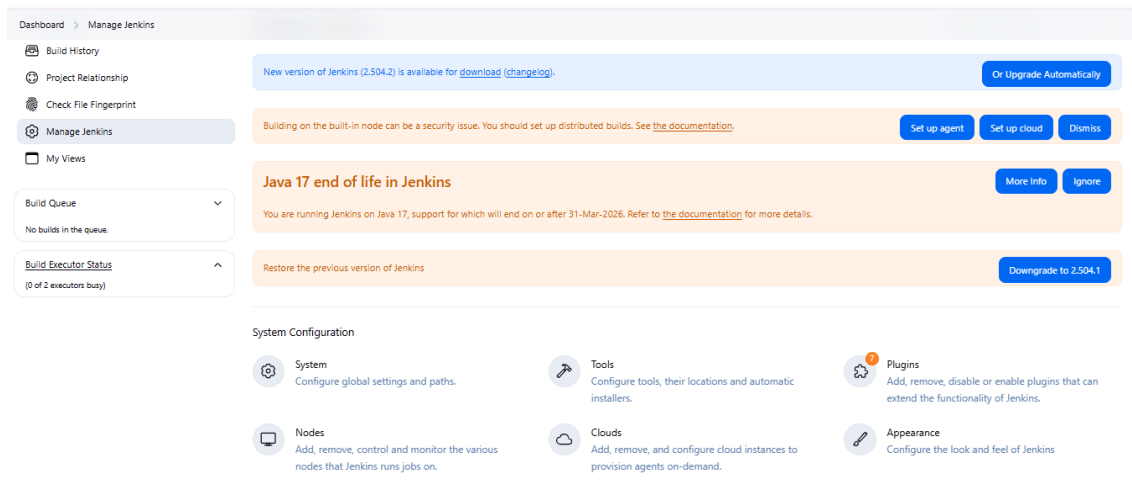 Dashboard > Manage Jenkins
Build History
Project Relationship
Check File Fingerprint
Manage Jenkins
My Views
Build Queue
No builds in the queue.
Build Executor Status
(0 of 2 executors busy)
New version of Jenkins (2.504.2) is available for download (changelog).
Or Upgrade Automatically
Building on the built-in node can be a security issue. You should set up distributed builds. See the documentation.
Set up agent
Set up cloud
Dismiss
Java 17 end of life in Jenkins
More Info
Ignore
You are running Jenkins on Java 17, support for which will end on or after 31-Mar-2026. Refer to the documentation for more details.
Restore the previous version of Jenkins
Downgrade to 2.504.1
System Configuration
System
Configure global settings and paths.
Tools
Configure tools, their locations and automatic
installers.
7
Plugins
Add, remove, disable or enable plugins that can
extend the functionality of Jenkins.
Nodes
Add, remove, control and monitor the various
nodes that Jenkins runs jobs on.
Clouds
Add, remove, and configure cloud instances to
provision agents on-demand.
Appearance
Configure the look and feel of Jenkins